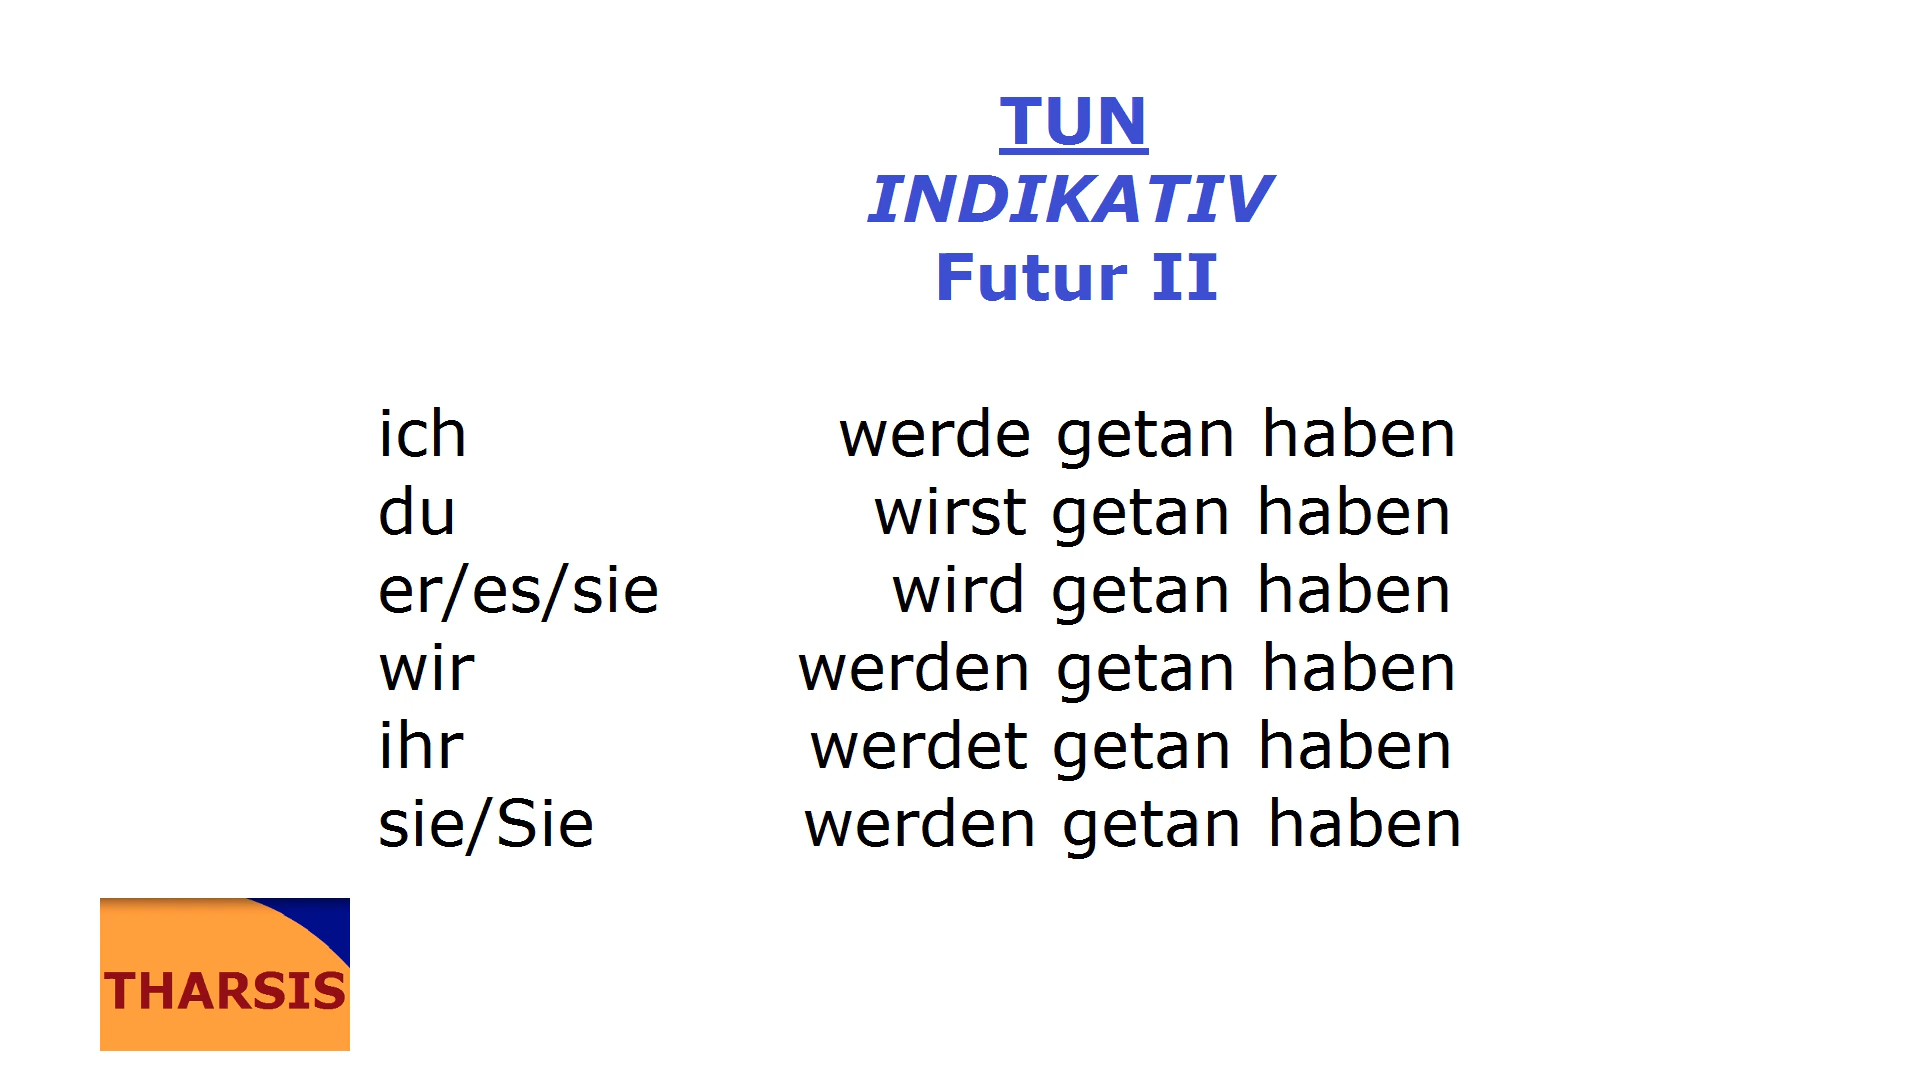 TUN
INDIKATIV
Futur II
ich werde getan haben
du wirst getan haben
er/es/sie wird getan haben
wir werden getan haben
ihr werdet getan haben
sie/Sie werden getan haben
THARSIS